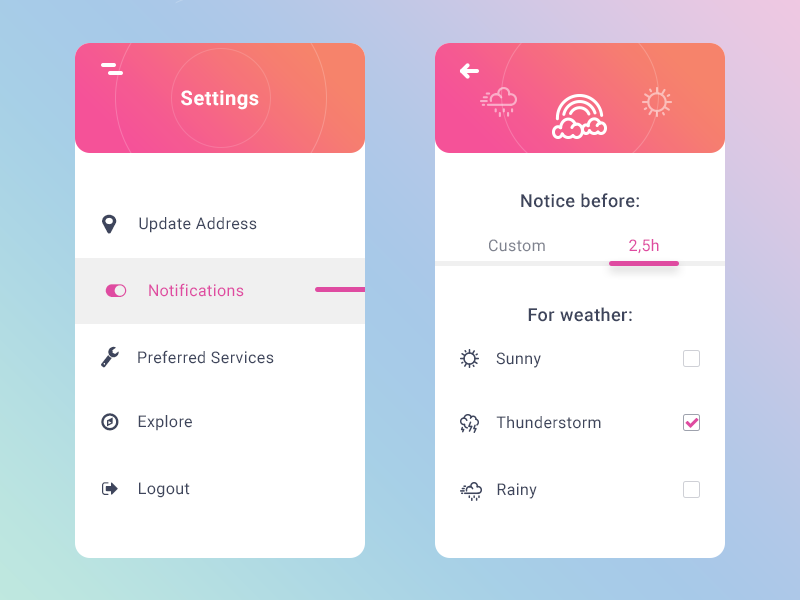 Settings
Update Address
Notifications
Preferred Services
Explore
Logout
Notice before:
Custom 2,5h
For weather:
Sunny
Thunderstorm
Rainy